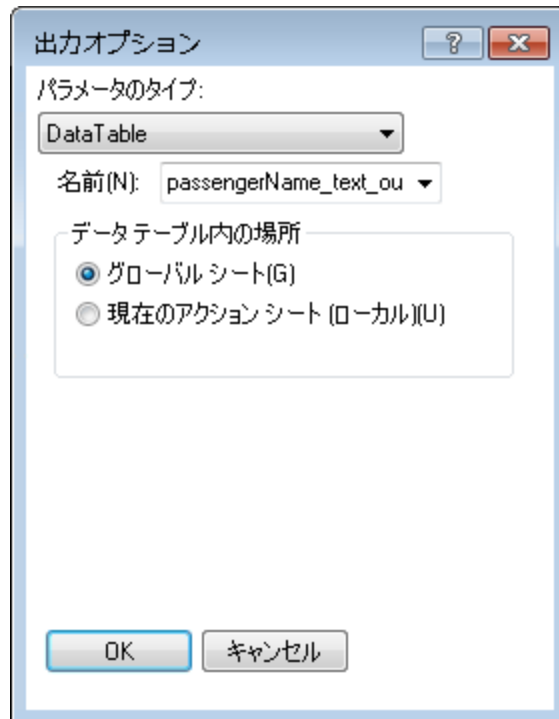 出力オプション
パラメータのタイプ:
DataTable
名前(N): passengerName_text_ou
データ テーブル内の場所
グローバル シート(G)
現在のアクション シート (ローカル)(U)
OK キャンセル